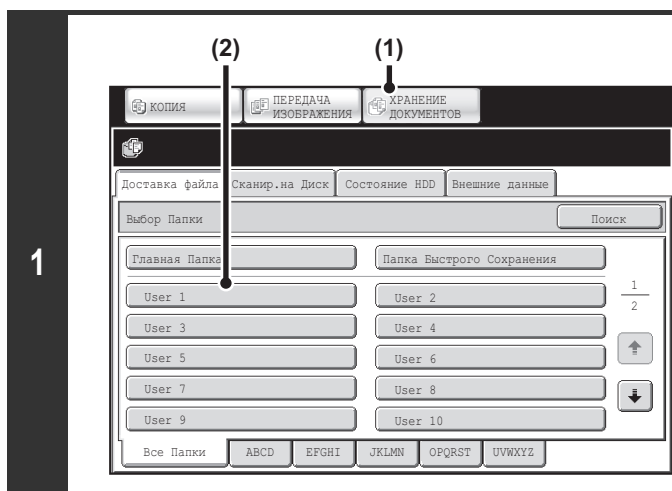 (2) (1)
КОПИЯ
ПЕРЕДАЧА
ИЗОБРАЖЕНИЯ
ХРАНЕНИЕ
ДОКУМЕНТОВ
Доставка файла Сканир.на Диск Состояние HDD Внешние данные
Выбор Папки Поиск
1
Главная Папка Папка Быстрого Сохранения
User 1 User 2
User 3 User 4
User 5 User 6
User 7 User 8
User 9 User 10
1
2
Все Папки ABCD EFGHI JKLMN OPQRST UVWXYZ